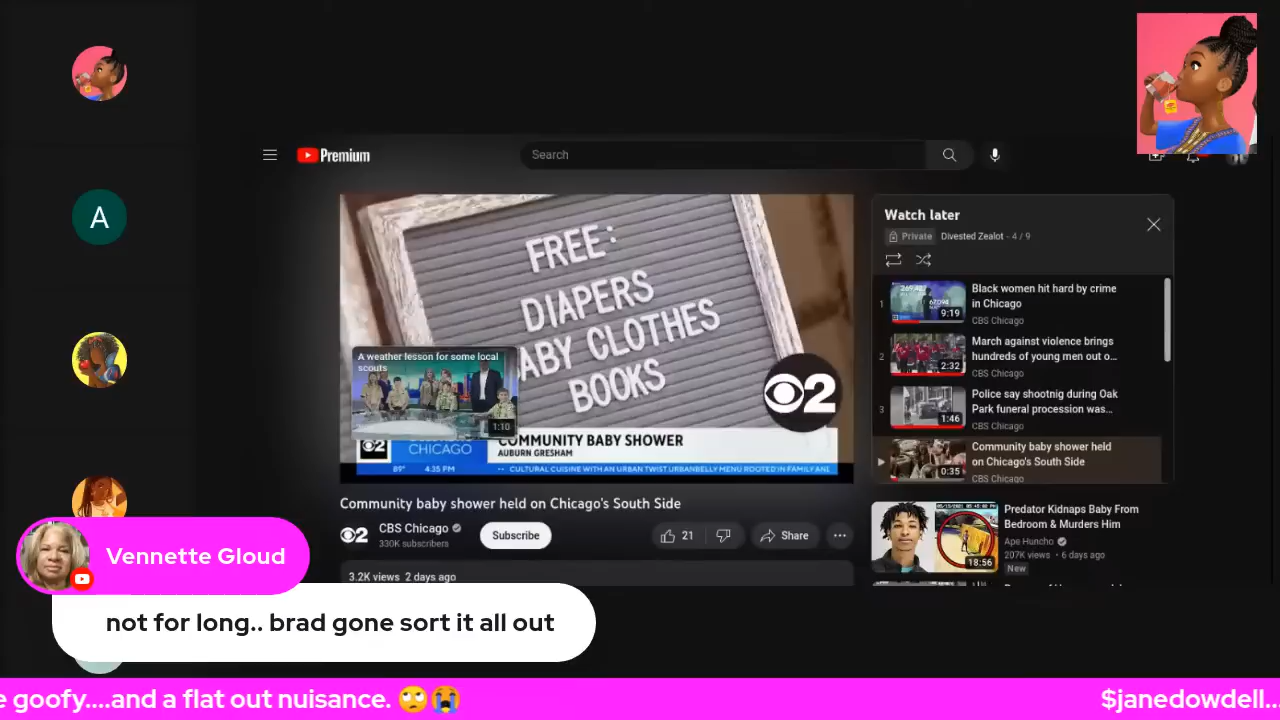 Premium
Search
A
FREE:
DIAPERS
BABY CLOTHES
BOOKS
A weather lesson for some local
scouts
1:10
2
2
CHICAGO
COMMUNITY BABY SHOWER
AUBURN GRESHAM
89° 4:35 PM
CULTURAL CUISINE WITH AN URBAN TWIST URBANBELLY MENU ROOTED IN FAMILY AND
Community baby shower held on Chicago's South Side
CBS Chicago
330K subscribers
Subscribe
21
Share
3.2K views 2 days ago
Watch later
Private Divested Zealot - 4 / 9
1
Black women hit hard by crime
in Chicago
CBS Chicago
9:19
2
March against violence brings
hundreds of young men out o...
CBS Chicago
2:32
3
Police say shootnig during Oak
Park funeral procession was...
CBS Chicago
1:46
Community baby shower held
on Chicago's South Side
CBS Chicago
0:35
Predator Kidnaps Baby From
Bedroom & Murders Him
Ape Huncho
207K views • 6 days ago
New
18:56
Vennette Gloud
not for long.. brad gone sort it all out
e goofy....and a flat out nuisance. 🙄😭
$janedowdell..